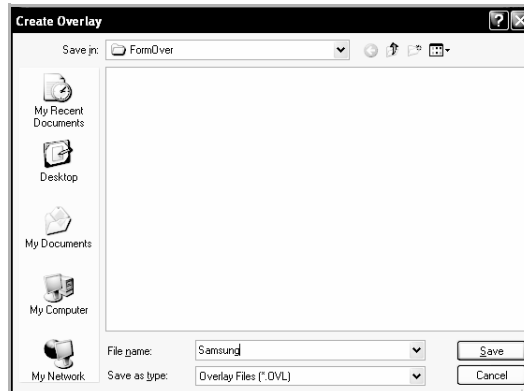 Create Overlay
Save in: FormOver
My Recent
Documents
Desktop
My Documents
My Computer
My Network
File name: Samsung Save
Save as type: Overlay Files (*.OVL) Cancel